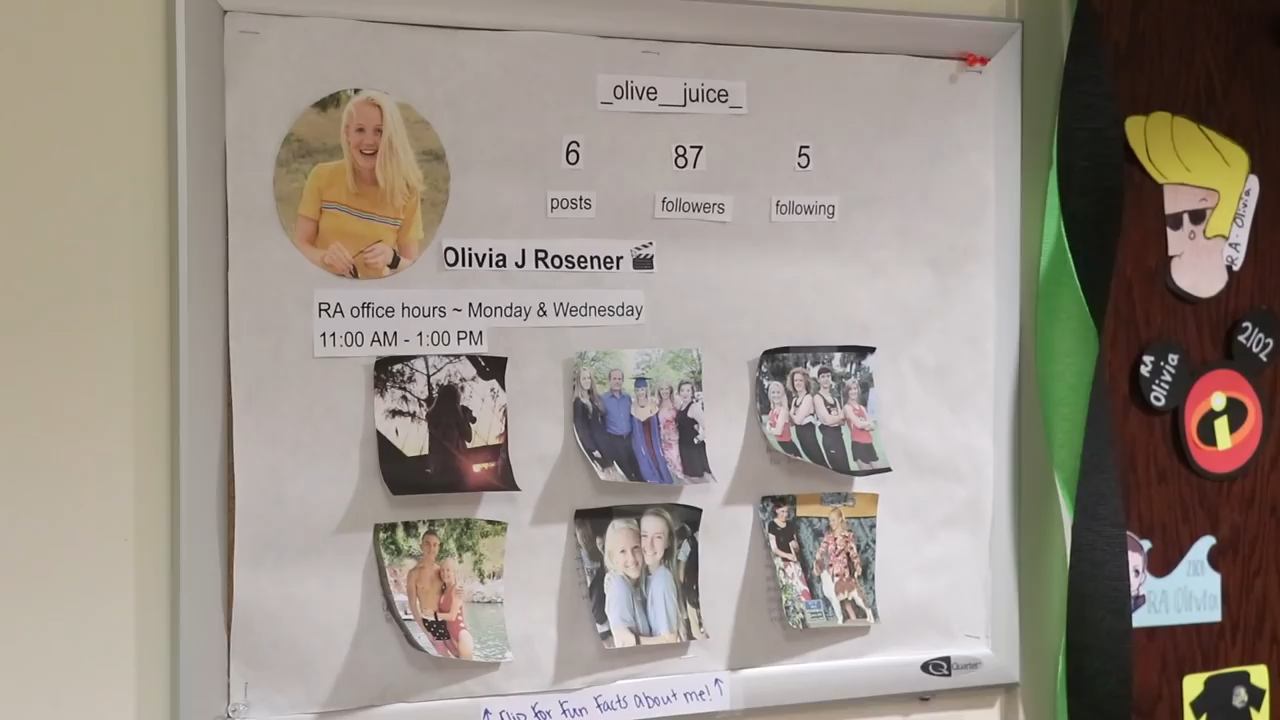 _olive__juice_
6 87 5
posts followers following
Olivia J Rosener
RA office hours ~ Monday & Wednesday
11:00 AM - 1:00 PM
↑ Flip for fun facts about me! ↑
Quartet
RA. Olivia
RA Olivia
2102
i
RA Olivia